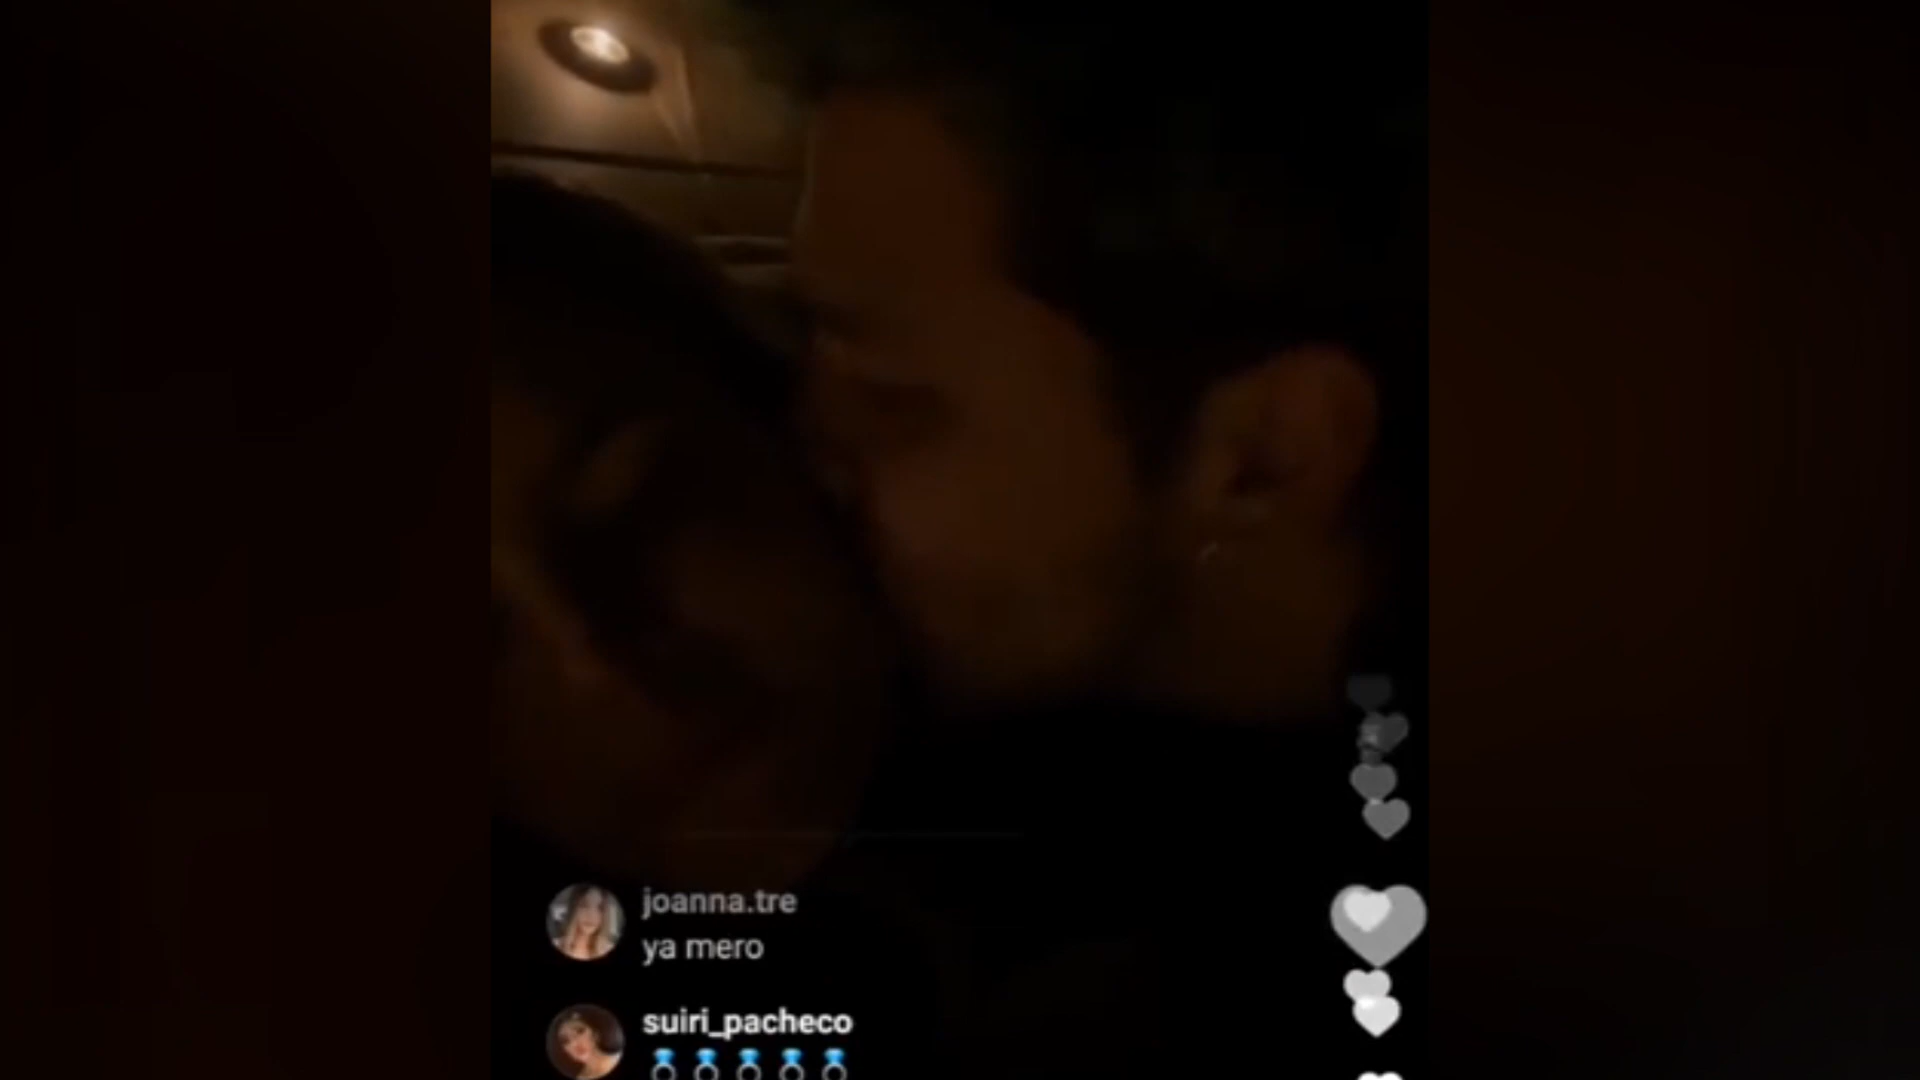 joanna.tre
ya mero
suiri_pacheco
💍💍💍💍💍